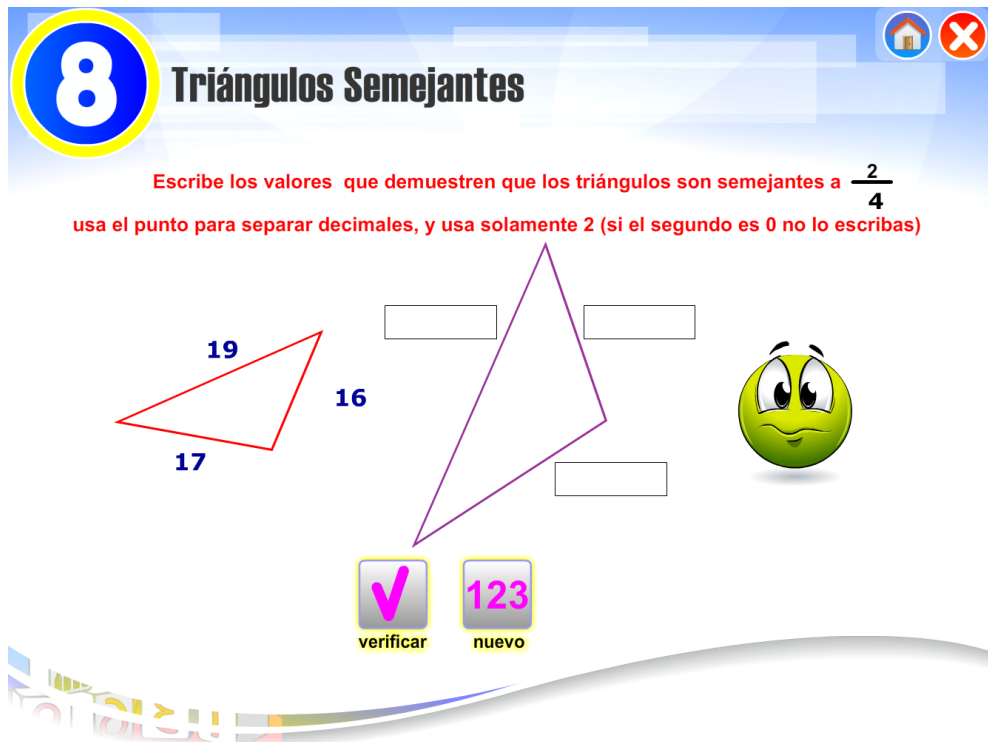 8
Triángulos Semejantes
Escribe los valores que demuestren que los triángulos son semejantes a 2/4
usa el punto para separar decimales, y usa solamente 2 (si el segundo es 0 no lo escribas)
19
16
17
123
verificar
nuevo